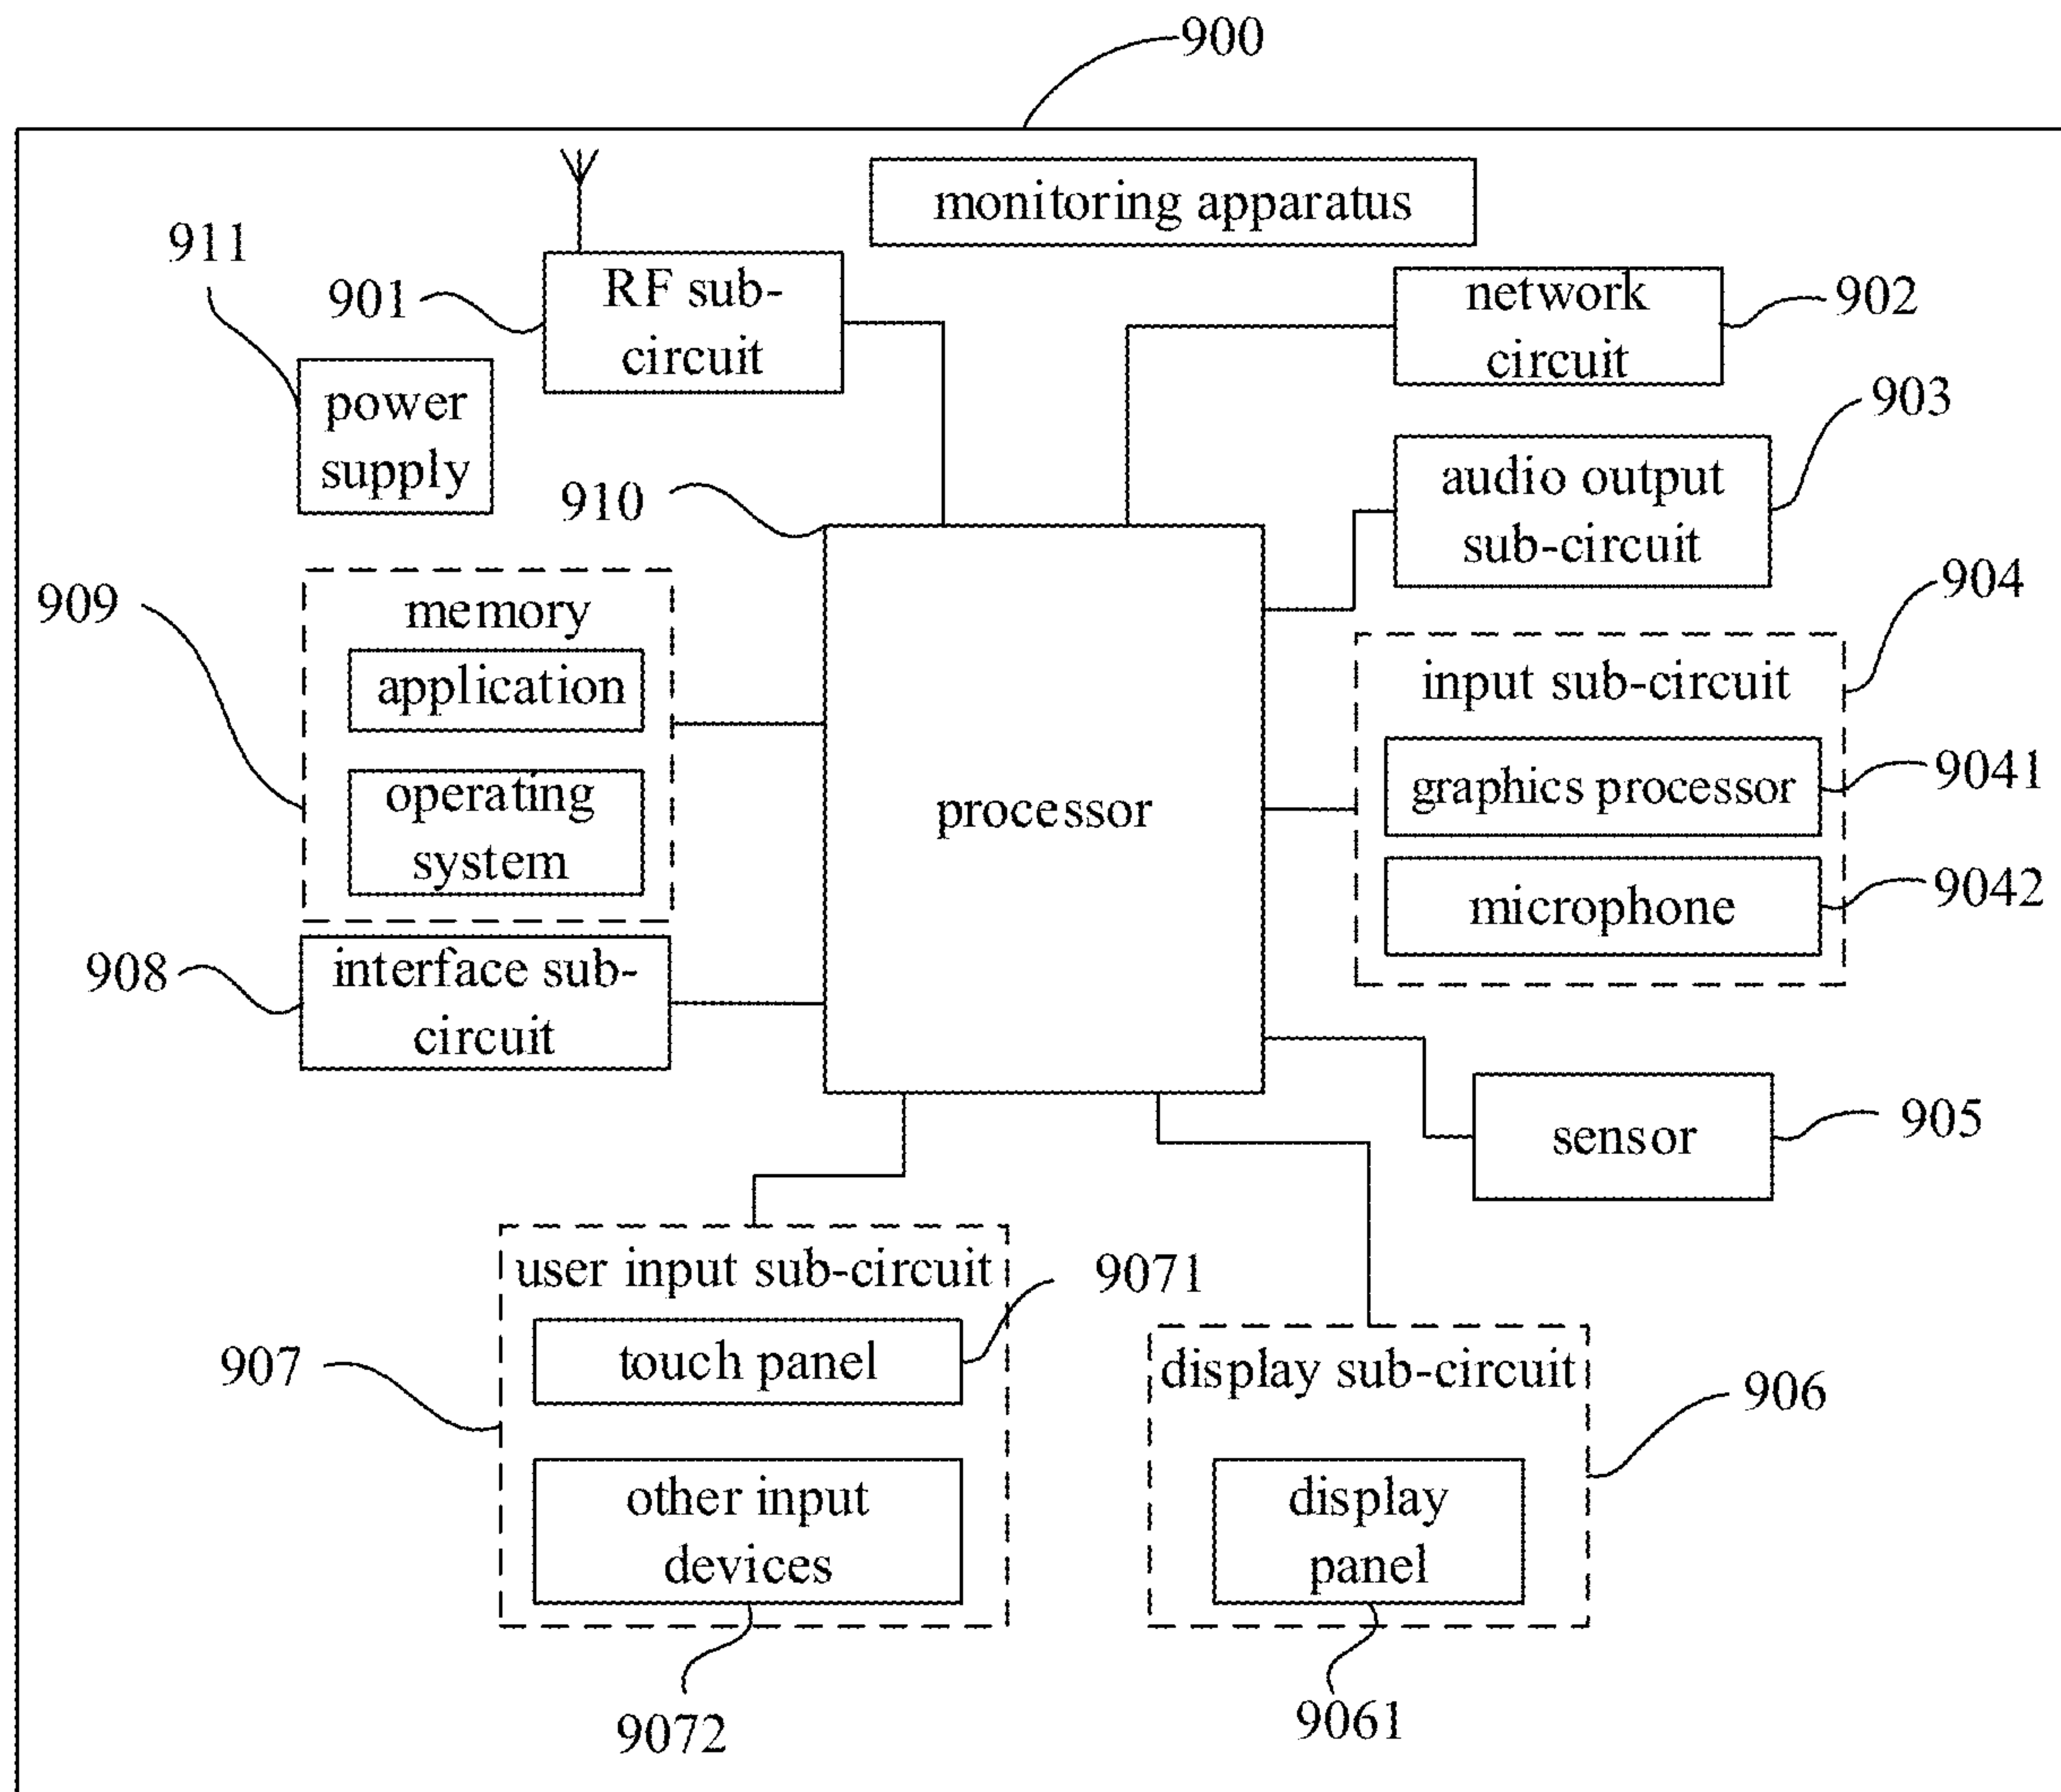 900
monitoring apparatus
911
901
RF sub-
circuit
network
circuit
902
power
supply
903
audio output
sub-circuit
910
909
memory
application
operating
system
processor
904
input sub-circuit
graphics processor
9041
microphone
9042
908
interface sub-
circuit
sensor
905
user input sub-circuit
9071
touch panel
907
other input
devices
9072
display sub-circuit
906
display
panel
9061